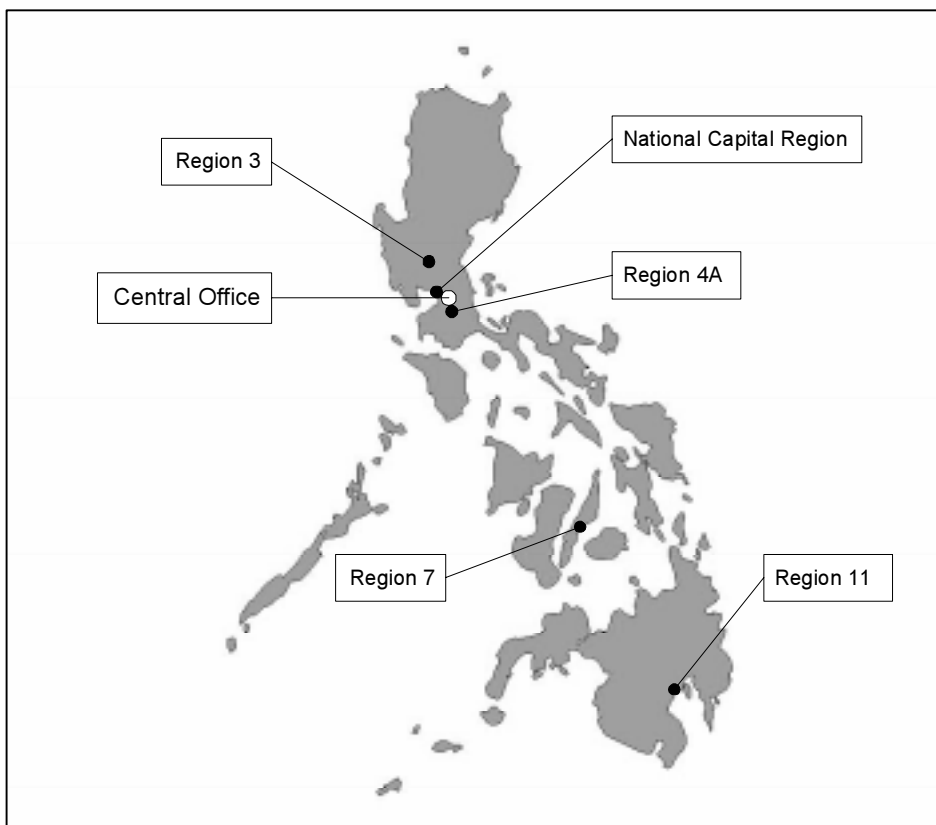 National Capital Region
Region 3
Region 4A
Central Office
Region 7
Region 11